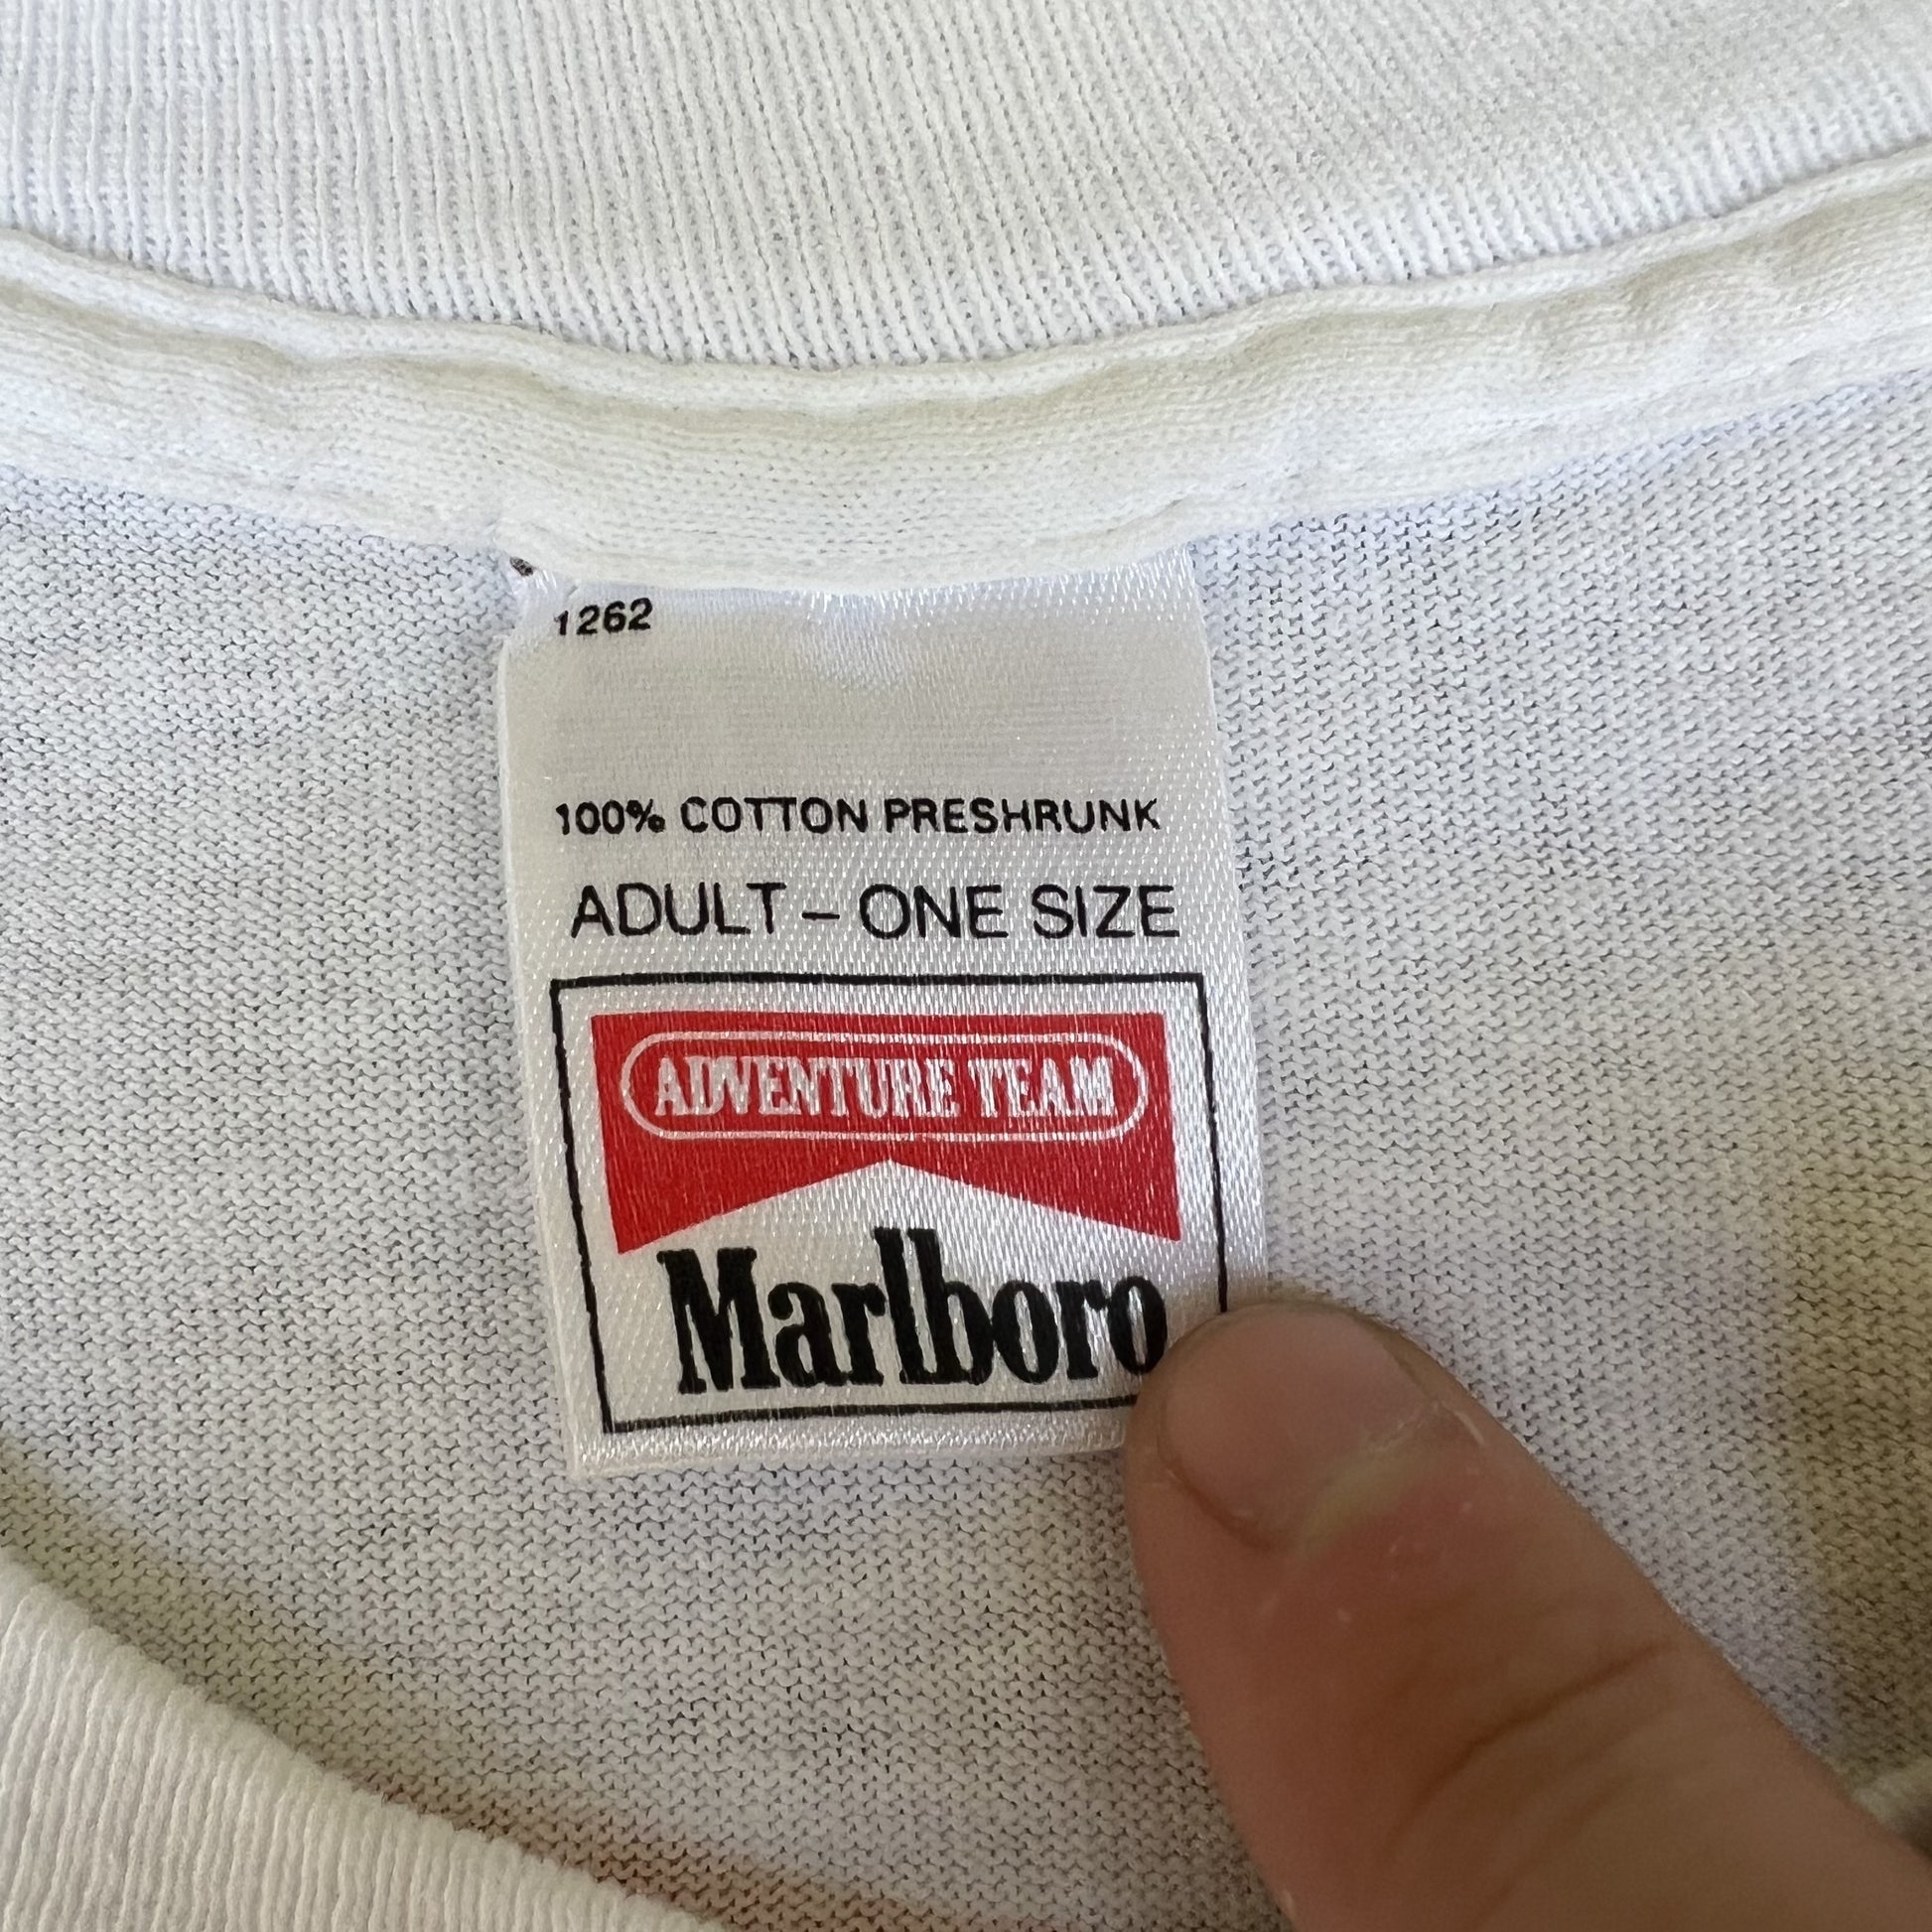 1262
100% COTTON PRESHRUNK
ADULT – ONE SIZE
ADVENTURE TEAM
Marlboro